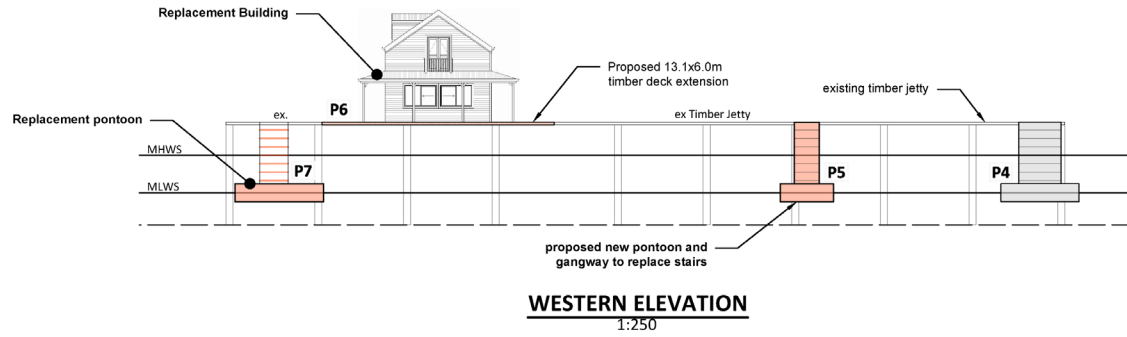 Replacement Building
Proposed 13.1x6.0m
timber deck extension
existing timber jetty
P6
ex.
ex Timber Jetty
Replacement pontoon
MHWS
P7
P5
P4
MLWS
proposed new pontoon and
gangway to replace stairs
WESTERN ELEVATION
1:250